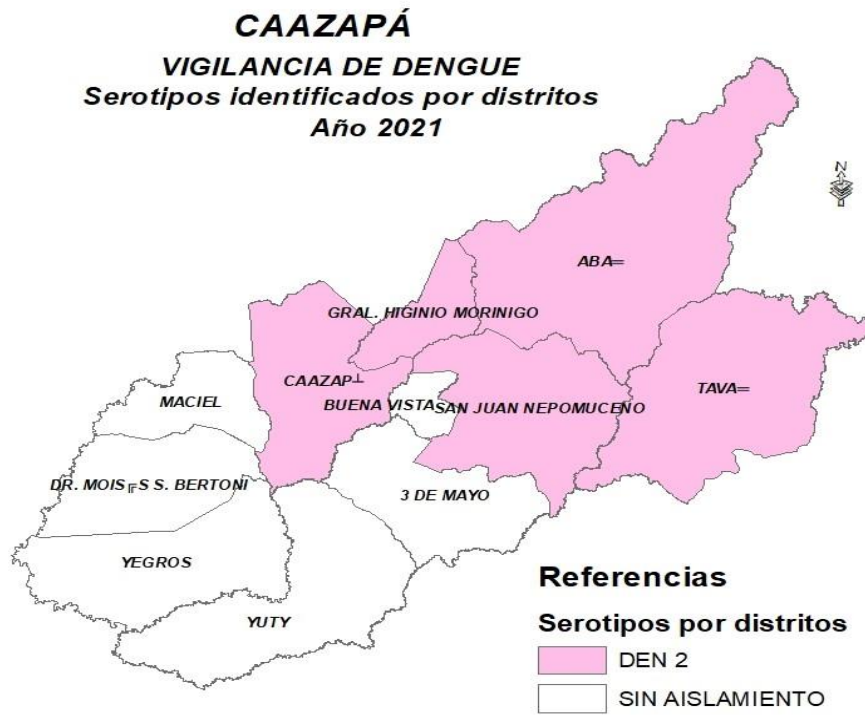 CAAZAPÁ
VIGILANCIA DE DENGUE
Serotipos identificados por distritos
Año 2021
N
ABA═
GRAL. HIGINIO MORINIGO
CAAZAP┴
TAVA═
MACIEL
BUENA VISTA
SAN JUAN NEPOMUCENO
DR. MOIS╔S S. BERTONI
3 DE MAYO
YEGROS
YUTY
Referencias
Serotipos por distritos
DEN 2
SIN AISLAMIENTO